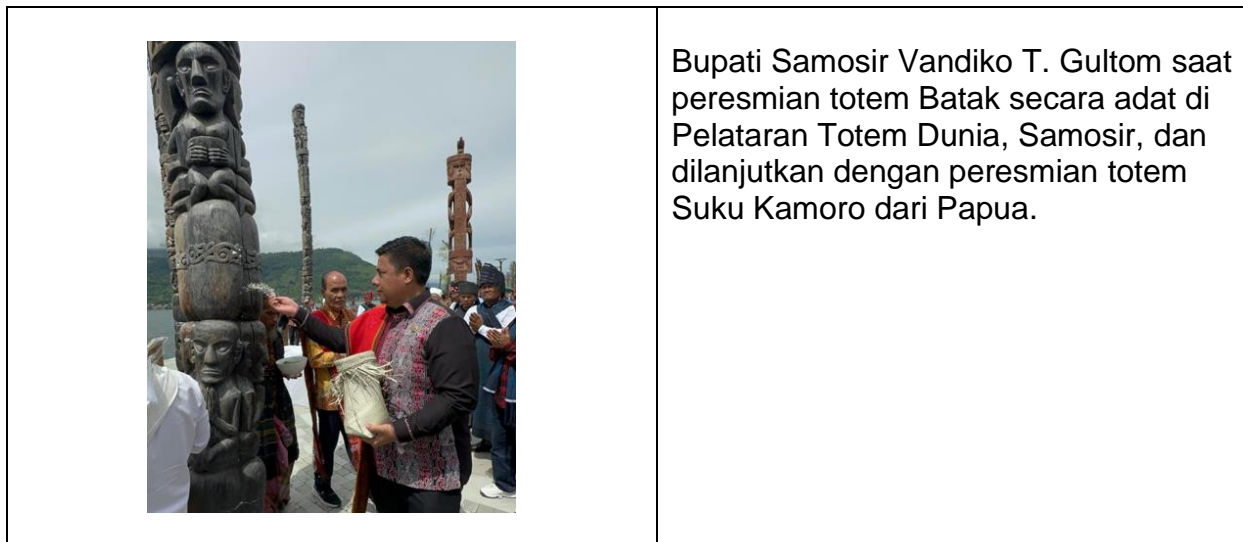 Bupati Samosir Vandiko T. Gultom saat
peresmian totem Batak secara adat di
Pelataran Totem Dunia, Samosir, dan
dilanjutkan dengan peresmian totem
Suku Kamoro dari Papua.